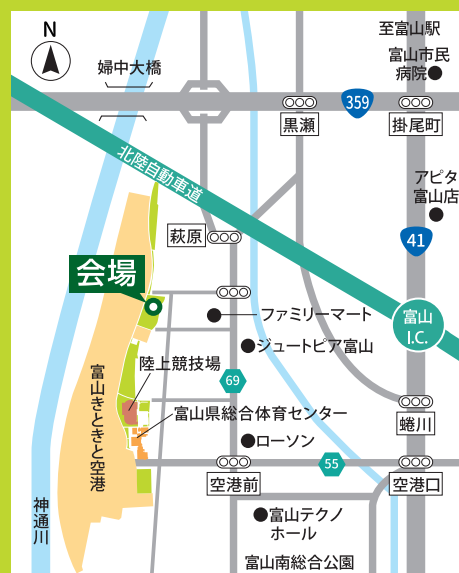 N
至富山駅
富山市民
病院
婦中大橋
359
黒瀬
掛尾町
北陸自動車道
アピタ
富山店
萩原
41
会場
ファミリーマート
富山
I.C.
ジュートピア富山
陸上競技場
69
富山きときと空港
富山県総合体育センター
蜷川
ローソン
55
空港前
空港口
神通川
富山テクノ
ホール
富山南総合公園